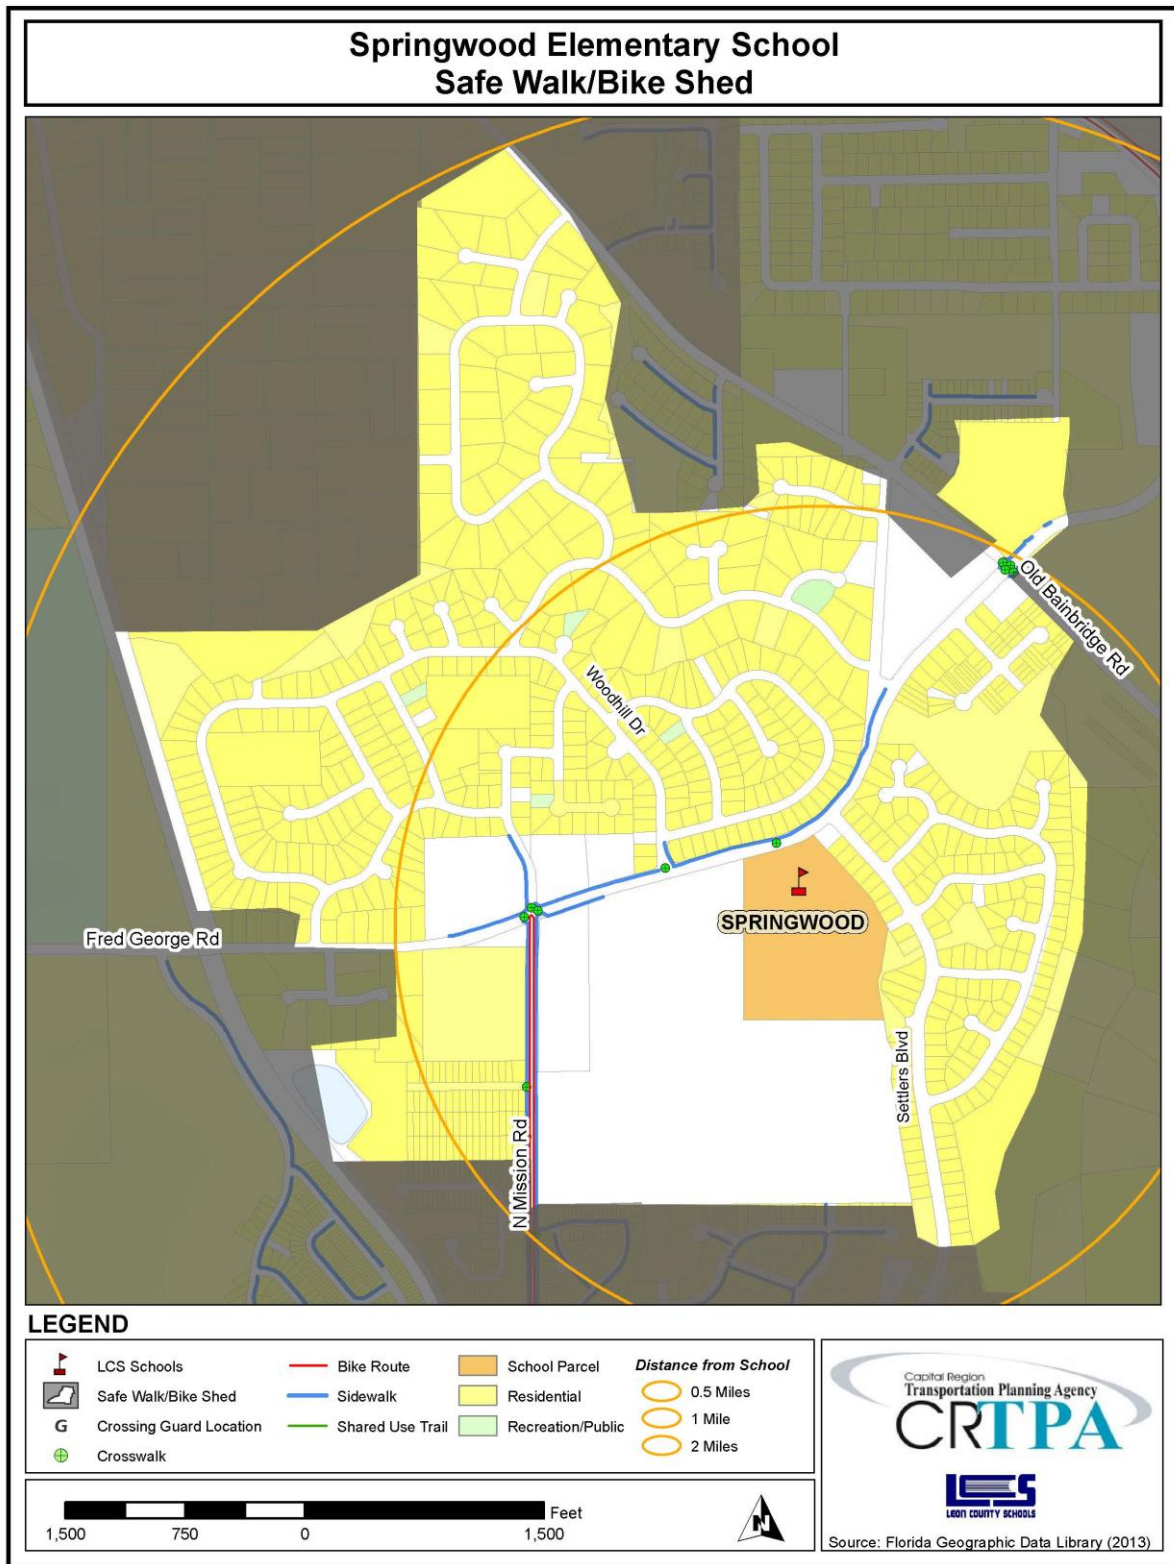 Springwood Elementary School
Safe Walk/Bike Shed
Old Bainbridge Rd
Woodhill Dr
SPRINGWOOD
Fred George Rd
Settlers Blvd
N Mission Rd
LEGEND
LCS Schools
Safe Walk/Bike Shed
G Crossing Guard Location
Crosswalk
Bike Route
Sidewalk
Shared Use Trail
School Parcel
Residential
Recreation/Public
Distance from School
0.5 Miles
1 Mile
2 Miles
Feet
1,500 750 0 1,500
N
Capital Region
Transportation Planning Agency
CRTPA
LCS
LEON COUNTY SCHOOLS
Source: Florida Geographic Data Library (2013)